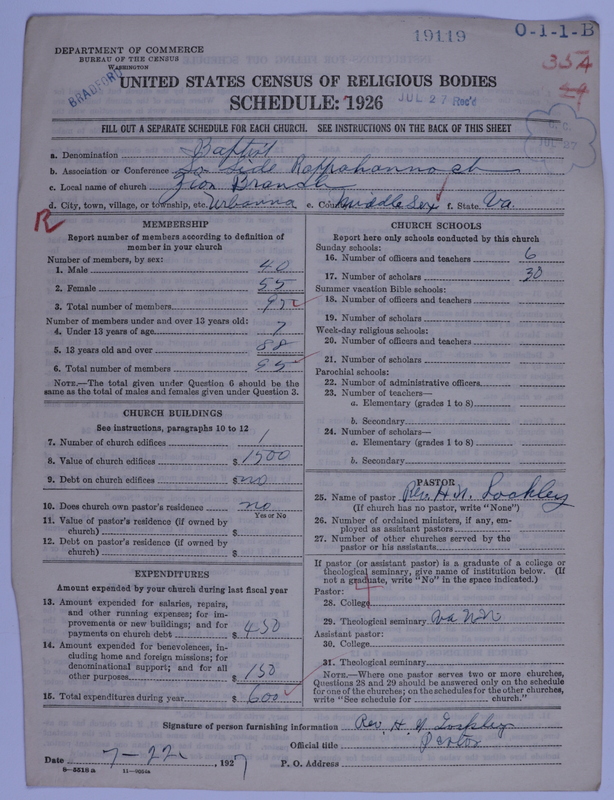 19119
0-1-1-B
DEPARTMENT OF COMMERCE
BUREAU OF THE CENSUS
WASHINGTON
354
BRADFORD
UNITED STATES CENSUS OF RELIGIOUS BODIES
SCHEDULE: 1926
JUL 27 Rec'd
JUL 27
FILL OUT A SEPARATE SCHEDULE FOR EACH CHURCH. SEE INSTRUCTIONS ON THE BACK OF THIS SHEET
a. Denomination Baptist
b. Association or Conference So Side Rappahannock
c. Local name of church Zion Branch
d. City, town, village, or township, etc. Urbanna e. County Middlesex f. State Va.
R
MEMBERSHIP
Report number of members according to definition of
member in your church
Number of members, by sex:
1. Male 40
2. Female 55
3. Total number of members 95
Number of members under and over 13 years old:
4. Under 13 years of age 7
5. 13 years old and over 88
6. Total number of members 95
NOTE.—The total given under Question 6 should be the
same as the total of males and females given under Question 3.
CHURCH BUILDINGS
See instructions, paragraphs 10 to 12
7. Number of church edifices 1
8. Value of church edifices $ 1500
9. Debt on church edifices $ no
10. Does church own pastor's residence no
Yes or No
11. Value of pastor's residence (if owned by
church) $
12. Debt on pastor's residence (if owned by
church) $
EXPENDITURES
Amount expended by your church during last fiscal year
13. Amount expended for salaries, repairs,
and other running expenses; for im-
provements or new buildings; and for
payments on church debt $ 450
14. Amount expended for benevolences, in-
cluding home and foreign missions; for
denominational support; and for all
other purposes $ 150
15. Total expenditures during year $ 600
CHURCH SCHOOLS
Report here only schools conducted by this church
Sunday schools:
16. Number of officers and teachers 6
17. Number of scholars 30
Summer vacation Bible schools:
18. Number of officers and teachers
19. Number of scholars
Week-day religious schools:
20. Number of officers and teachers
21. Number of scholars
Parochial schools:
22. Number of administrative officers
23. Number of teachers—
a. Elementary (grades 1 to 8)
b. Secondary
24. Number of scholars—
a. Elementary (grades 1 to 8)
b. Secondary
PASTOR
25. Name of pastor Rev. H. N. Lockley
(If church has no pastor, write "None")
26. Number of ordained ministers, if any, em-
ployed as assistant pastors
27. Number of other churches served by the
pastor or his assistants
If pastor (or assistant pastor) is a graduate of a college or
theological seminary, give name of institution below. (If
not a graduate, write "No" in the space indicated.)
Pastor:
28. College
29. Theological seminary Va
Assistant pastor:
30. College
31. Theological seminary
NOTE.—Where one pastor serves two or more churches,
Questions 28 and 29 should be answered only on the schedule
for one of the churches; on the schedules for the other churches,
write "See schedule for church."
Signature of person furnishing information Rev. H. N Lockley
Official title Pastor
Date 7-22, 1927 P. O. Address